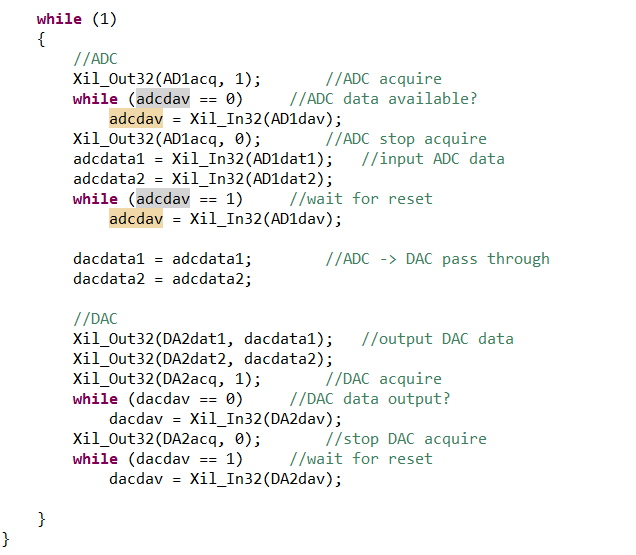 while (1)
{
//ADC
Xil_Out32(AD1acq, 1);       //ADC acquire
while (adcdav == 0)     //ADC data available?
adcdav = Xil_In32(AD1dav);
Xil_Out32(AD1acq, 0);       //ADC stop acquire
adcdata1 = Xil_In32(AD1dat1);   //input ADC data
adcdata2 = Xil_In32(AD1dat2);
while (adcdav == 1)     //wait for reset
adcdav = Xil_In32(AD1dav);
dacdata1 = adcdata1;        //ADC -> DAC pass through
dacdata2 = adcdata2;
//DAC
Xil_Out32(DA2dat1, dacdata1);   //output DAC data
Xil_Out32(DA2dat2, dacdata2);
Xil_Out32(DA2acq, 1);       //DAC acquire
while (dacdav == 0)     //DAC data output?
dacdav = Xil_In32(DA2dav);
Xil_Out32(DA2acq, 0);       //stop DAC acquire
while (dacdav == 1)     //wait for reset
dacdav = Xil_In32(DA2dav);
}
}